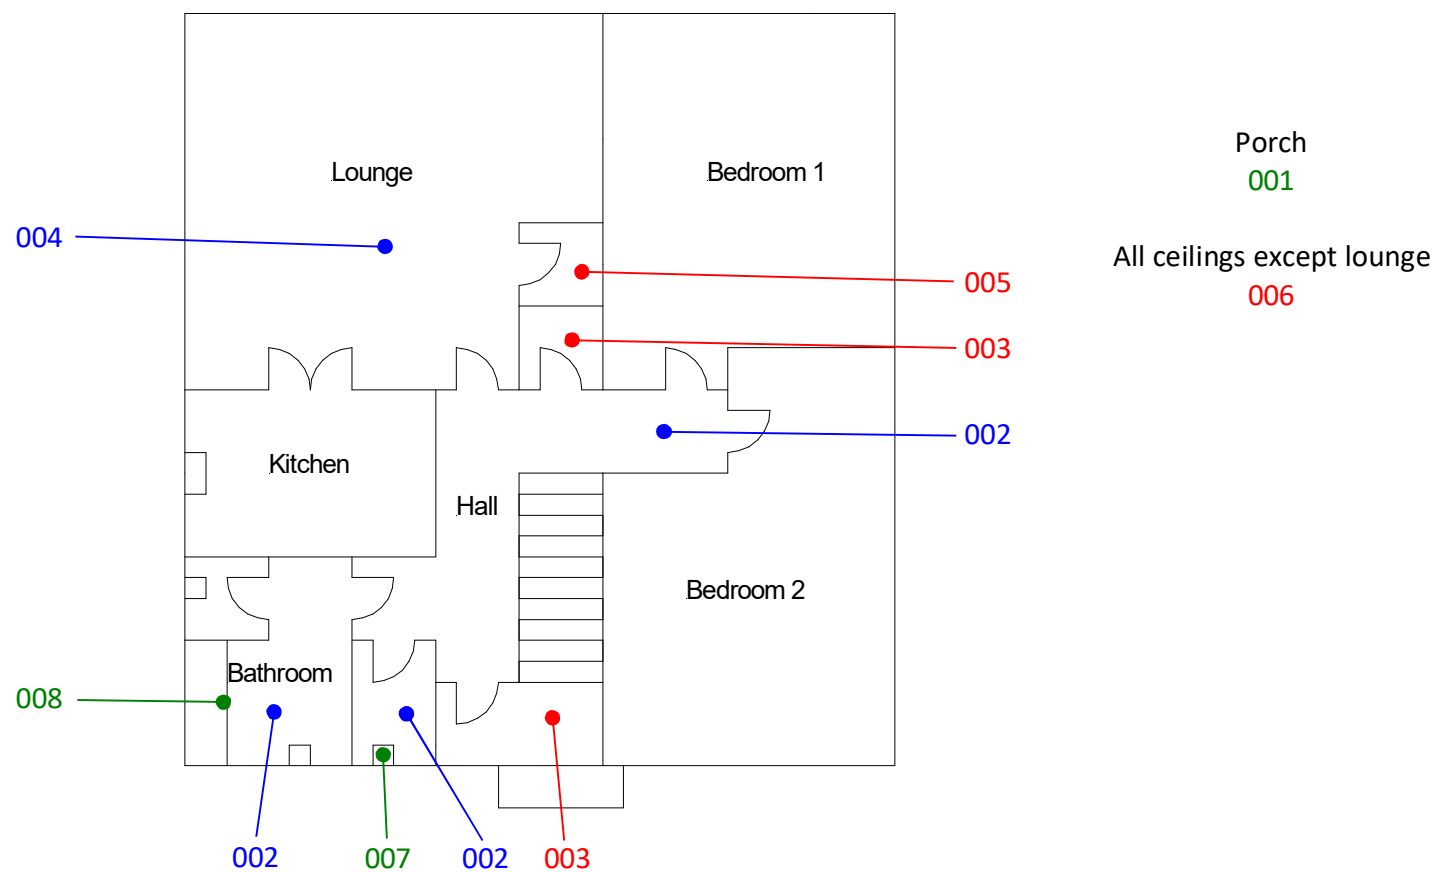 Porch
001
Lounge
Bedroom 1
004
All ceilings except lounge
006
005
003
002
Kitchen
Hall
Bedroom 2
Bathroom
008
002
007
002
003